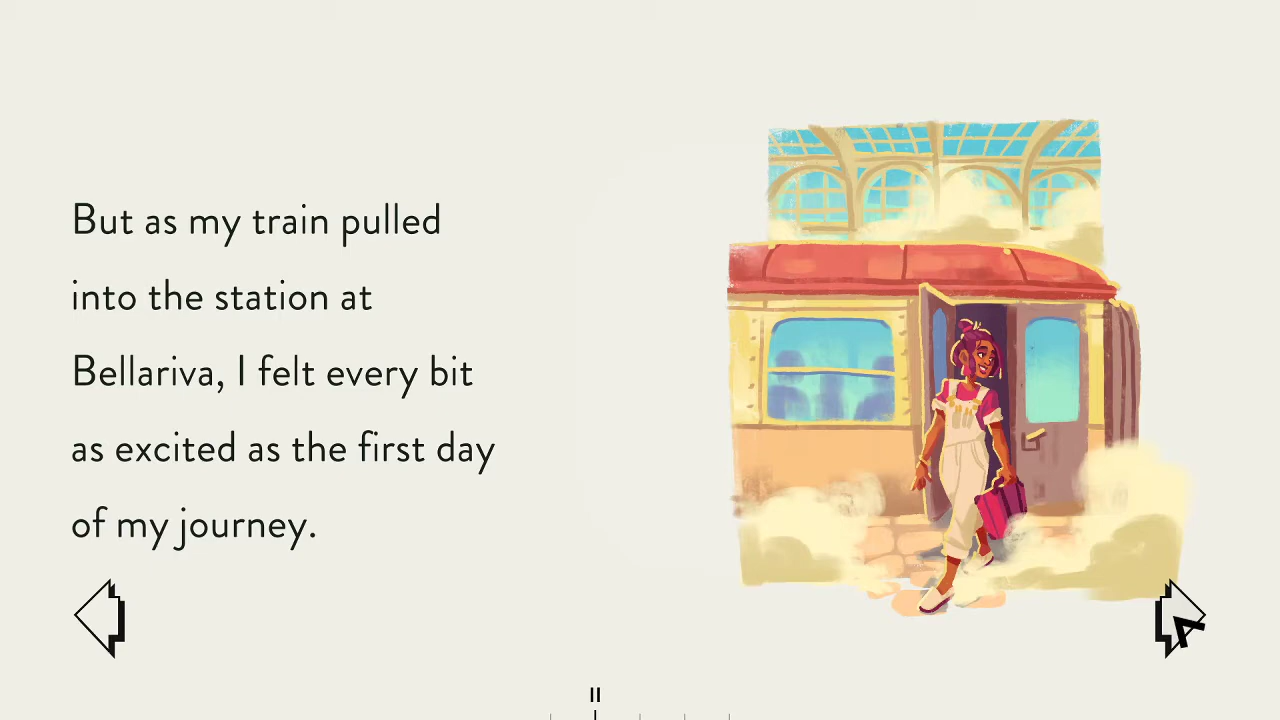 But as my train pulled
into the station at
Bellariva, I felt every bit
as excited as the first day
of my journey.
II